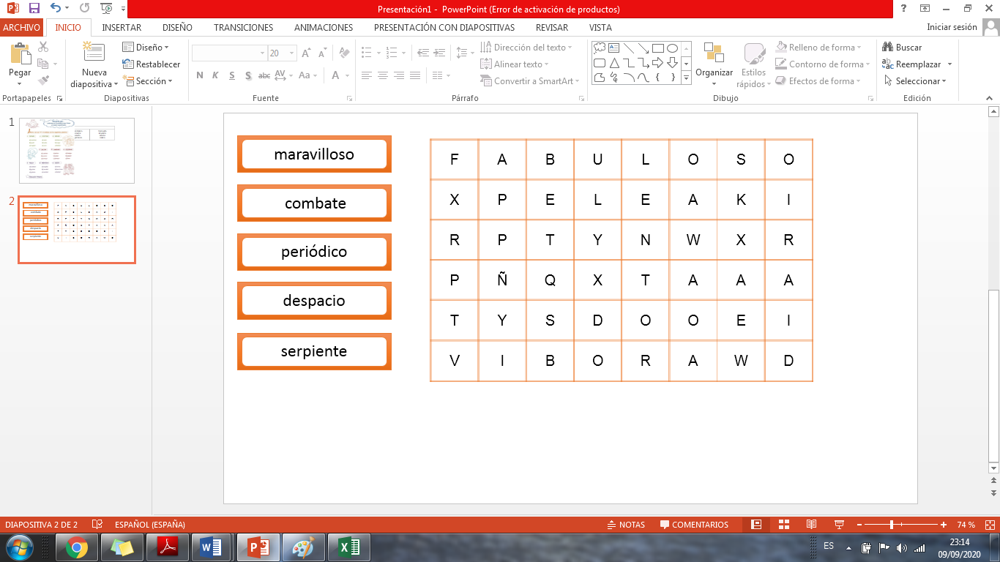 Presentación1 - PowerPoint (Error de activación de productos)
ARCHIVO INICIO INSERTAR DISEÑO TRANSICIONES ANIMACIONES PRESENTACIÓN CON DIAPOSITIVAS REVISAR VISTA Iniciar sesión
Pegar
Portapapeles
Nueva diapositiva
Diseño
Restablecer
Sección
Diapositivas
20
N K S S abc AV Aa A
Fuente
Dirección del texto
Alinear texto
Convertir a SmartArt
Párrafo
Organizar
Estilos rápidos
Relleno de forma
Contorno de forma
Efectos de forma
Dibujo
Buscar
Reemplazar
Seleccionar
Edición
1
2
maravilloso
combate
periódico
despacio
serpiente
F A B U L O S O
X P E L E A K I
R P T Y N W X R
P Ñ Q X T A A A
T Y S D O O E I
V I B O R A W D
DIAPOSITIVA 2 DE 2 ESPAÑOL (ESPAÑA) NOTAS COMENTARIOS 74 %
ES 23:14
09/09/2020